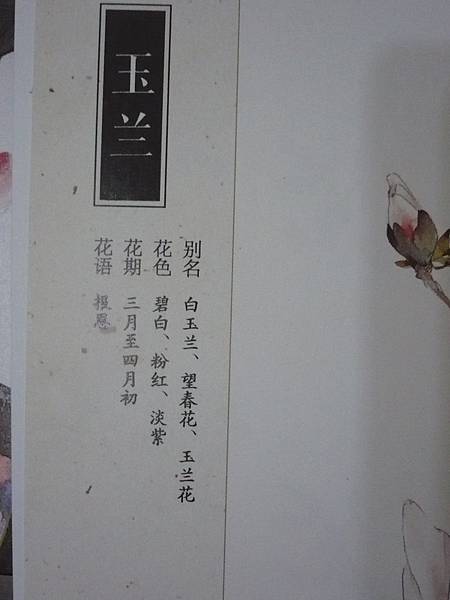 玉兰
别名 白玉兰、望春花、玉兰花
花色 碧白、粉红、淡紫
花期 三月至四月初
花语 报恩